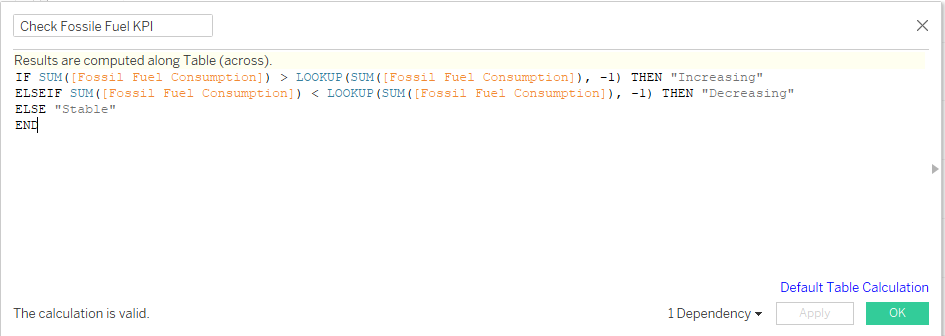 Check Fossile Fuel KPI
Results are computed along Table (across).
IF SUM([Fossil Fuel Consumption]) > LOOKUP(SUM([Fossil Fuel Consumption]), -1) THEN "Increasing"
ELSEIF SUM([Fossil Fuel Consumption]) < LOOKUP(SUM([Fossil Fuel Consumption]), -1) THEN "Decreasing"
ELSE "Stable"
END
Default Table Calculation
The calculation is valid.
1 Dependency
Apply
OK